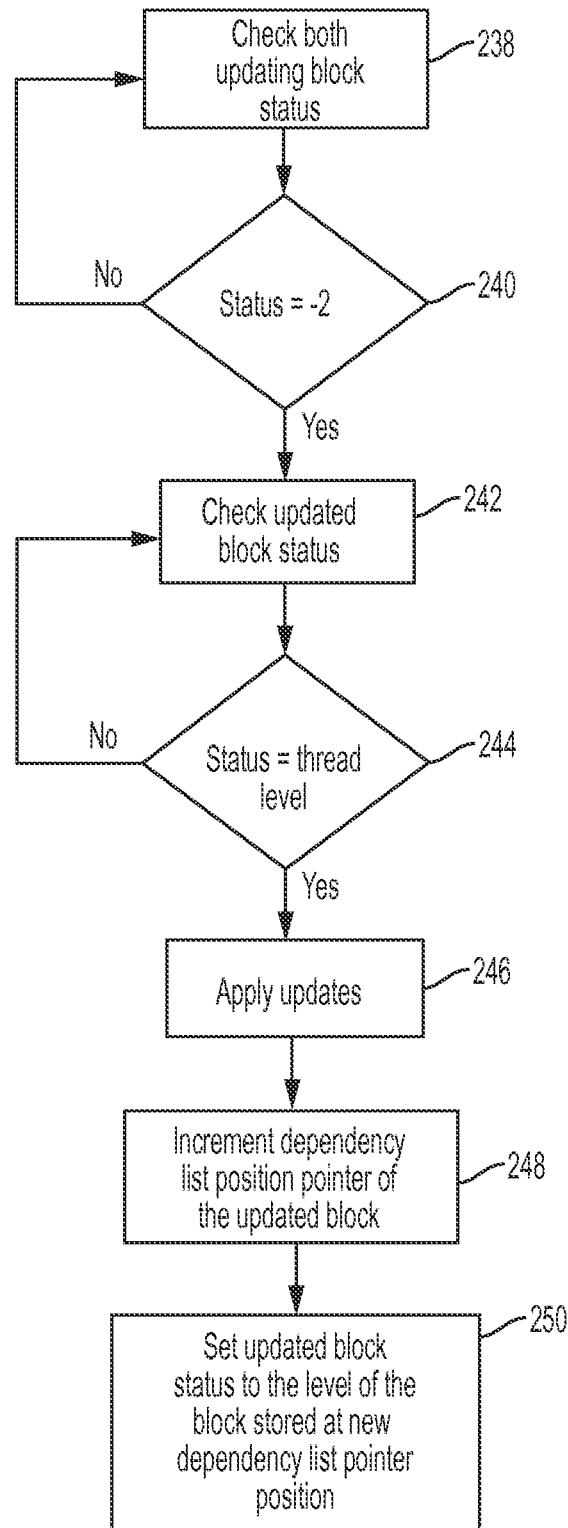 Check both
updating block
status
238
No
Status = -2
240
Yes
Check updated
block status
242
No
Status = thread
level
244
Yes
Apply updates
246
Increment dependency
list position pointer of
the updated block
248
Set updated block
status to the level of the
block stored at new
dependency list pointer
position
250